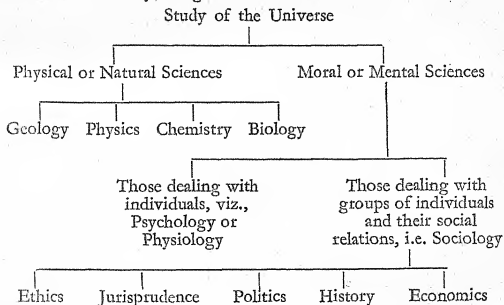 Study of the Universe
Physical or Natural Sciences Moral or Mental Sciences
Geology Physics Chemistry Biology
Those dealing with
individuals, viz.,
Psychology or
Physiology
Those dealing with
groups of individuals
and their social
relations, i.e. Sociology
Ethics Jurisprudence Politics History Economics